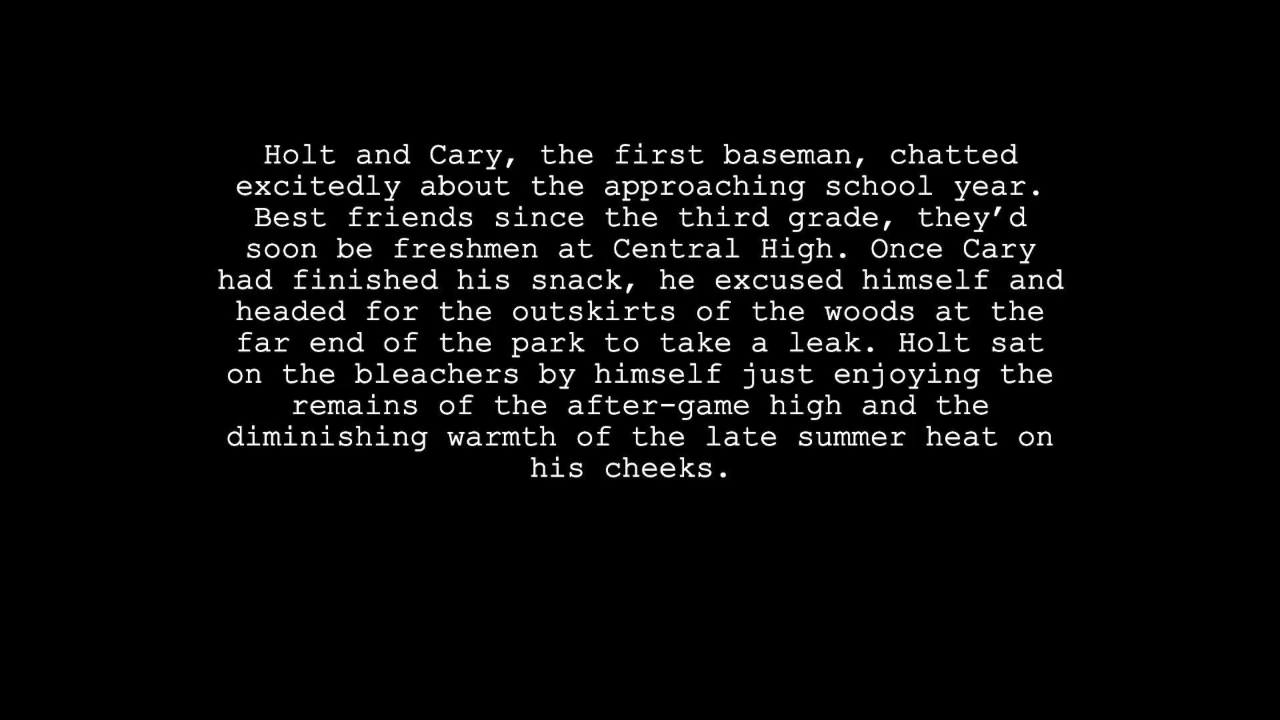 Holt and Cary, the first baseman, chatted
excitedly about the approaching school year.
Best friends since the third grade, they’d
soon be freshmen at Central High. Once Cary
had finished his snack, he excused himself and
headed for the outskirts of the woods at the
far end of the park to take a leak. Holt sat
on the bleachers by himself just enjoying the
remains of the after-game high and the
diminishing warmth of the late summer heat on
his cheeks.